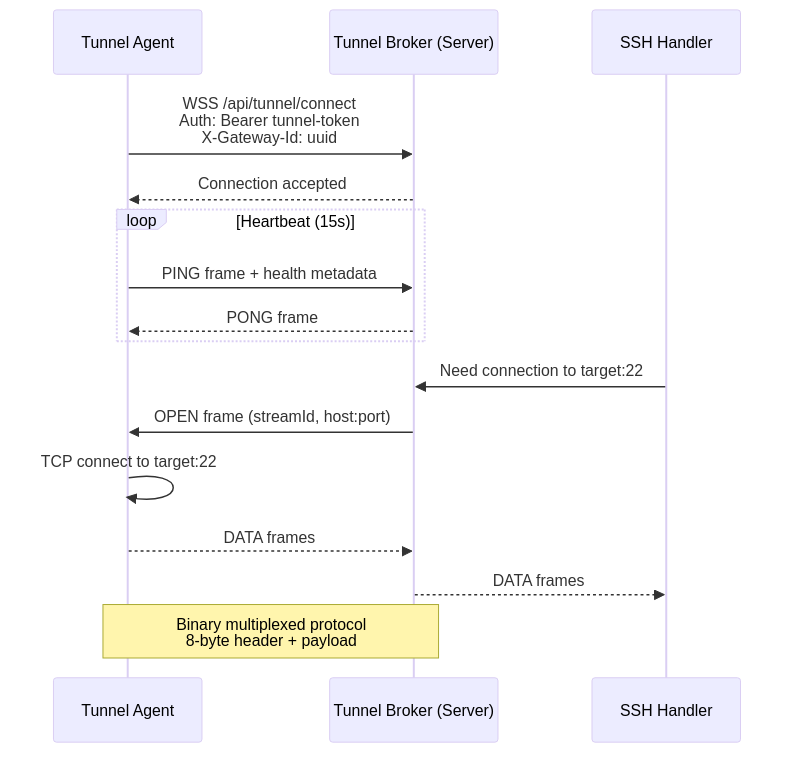 Tunnel Agent
Tunnel Broker (Server)
SSH Handler
WSS /api/tunnel/connect
Auth: Bearer tunnel-token
X-Gateway-Id: uuid
Connection accepted
loop
[Heartbeat (15s)]
PING frame + health metadata
PONG frame
Need connection to target:22
OPEN frame (streamId, host:port)
TCP connect to target:22
DATA frames
DATA frames
Binary multiplexed protocol
8-byte header + payload
Tunnel Agent
Tunnel Broker (Server)
SSH Handler